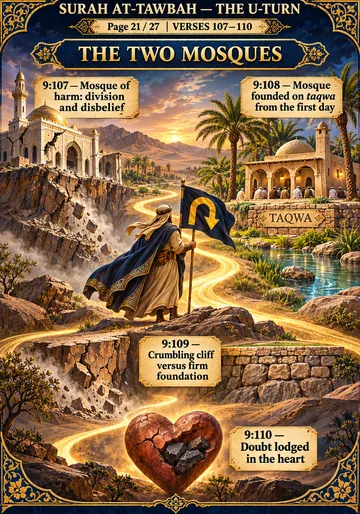 SURAH AT-TAWBAH — THE U-TURN
Page 21 / 27 | VERSES 107–110
THE TWO MOSQUES
9:107 — Mosque of
harm: division
and disbelief
9:108 — Mosque
founded on taqwa
from the first day
TAQWA
9:109 —
Crumbling cliff
versus firm
foundation
9:110 —
Doubt lodged
in the heart